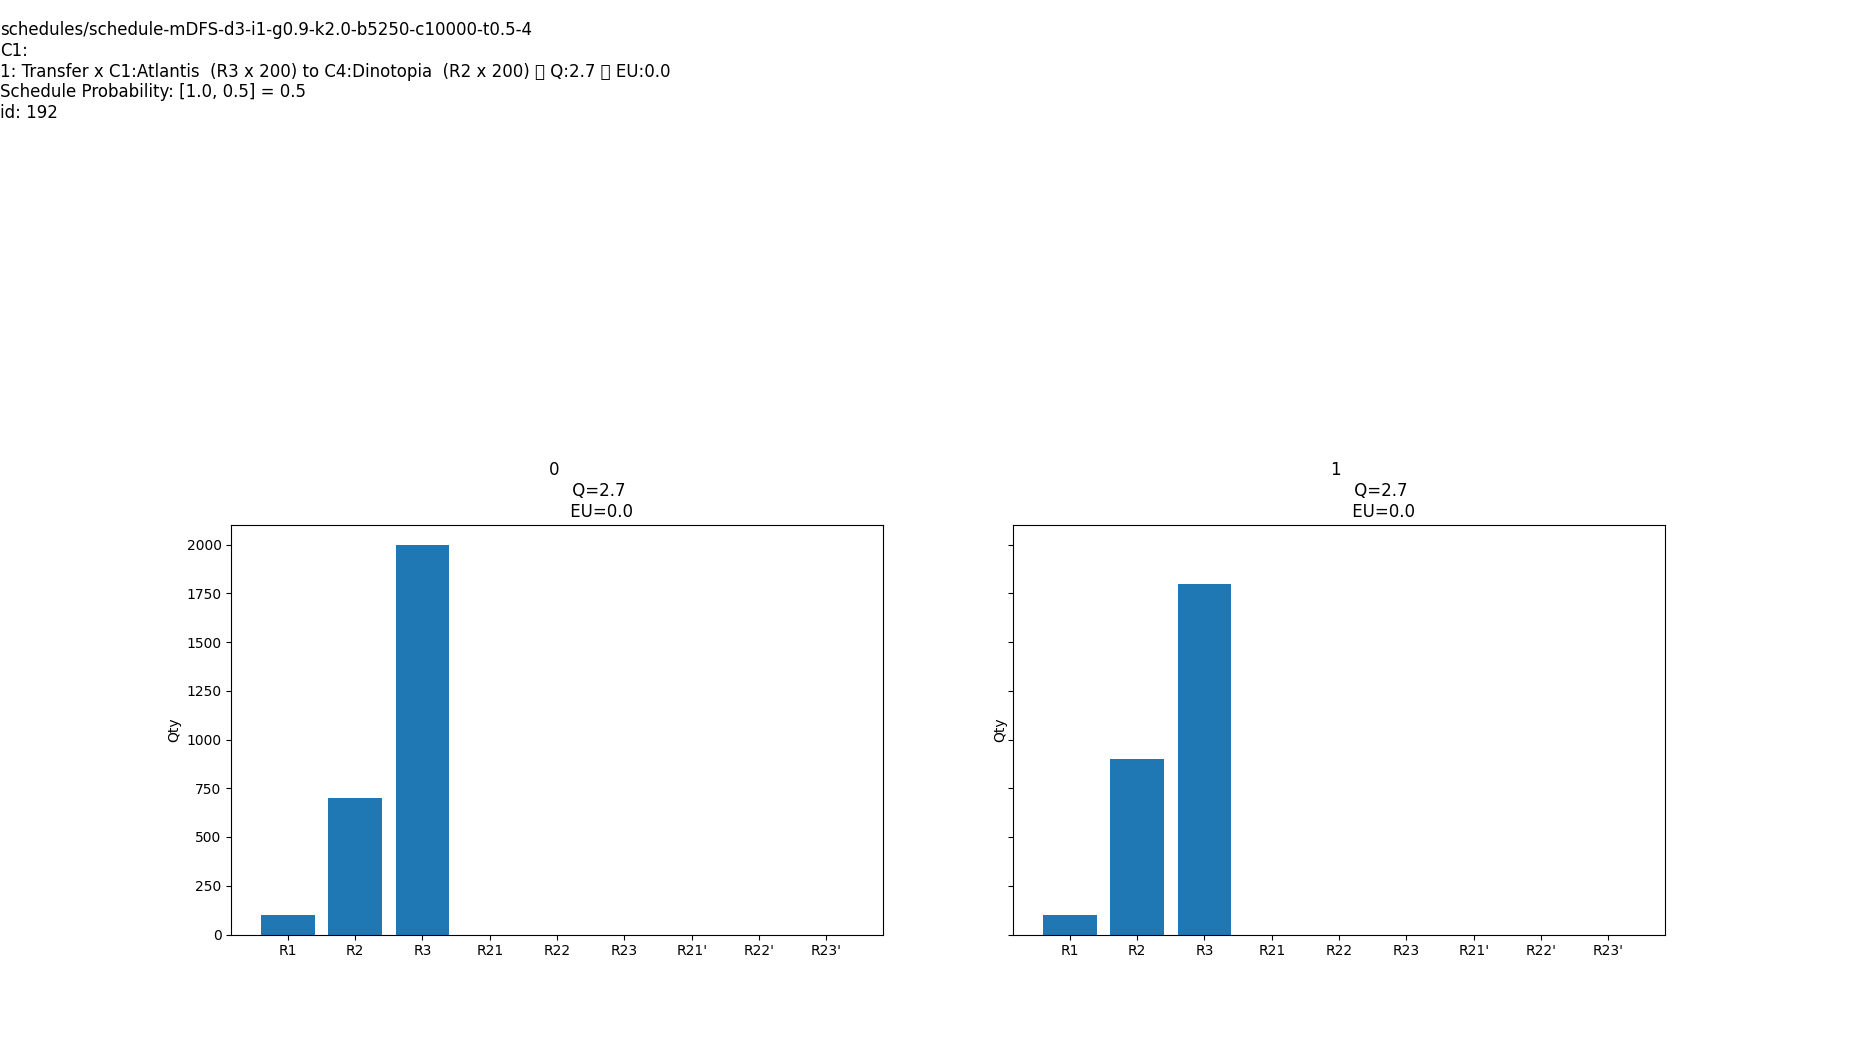 schedules/schedule-mDFS-d3-i1-g0.9-k2.0-b5250-c10000-t0.5-4
C1:
1: Transfer x C1:Atlantis  (R3 x 200) to C4:Dinotopia  (R2 x 200) ▯ Q:2.7 ▯ EU:0.0
Schedule Probability: [1.0, 0.5] = 0.5
id: 192
0
Q=2.7
EU=0.0
Qty
2000
1750
1500
1250
1000
750
500
250
0
R1 R2 R3 R21 R22 R23 R21' R22' R23'
1
Q=2.7
EU=0.0
Qty
R1 R2 R3 R21 R22 R23 R21' R22' R23'